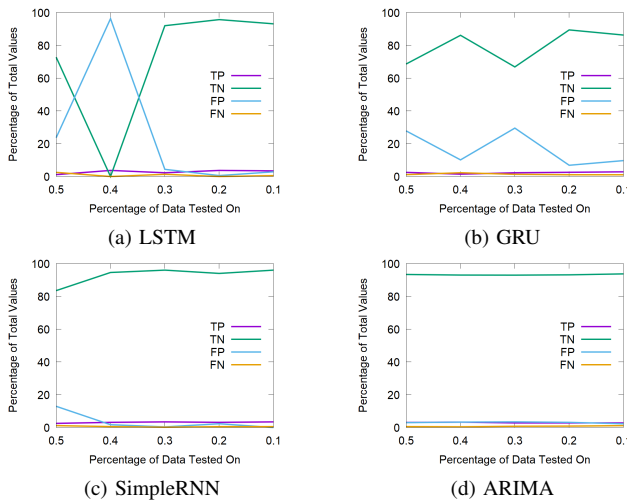 Percentage of Total Values
100
80
60
40
20
0
TP
TN
FP
FN
0.5 0.4 0.3 0.2 0.1
Percentage of Data Tested On
(a) LSTM
Percentage of Total Values
100
80
60
40
20
0
TP
TN
FP
FN
0.5 0.4 0.3 0.2 0.1
Percentage of Data Tested On
(b) GRU
Percentage of Total Values
100
80
60
40
20
0
TP
TN
FP
FN
0.5 0.4 0.3 0.2 0.1
Percentage of Data Tested On
(c) SimpleRNN
Percentage of Total Values
100
80
60
40
20
0
TP
TN
FP
FN
0.5 0.4 0.3 0.2 0.1
Percentage of Data Tested On
(d) ARIMA